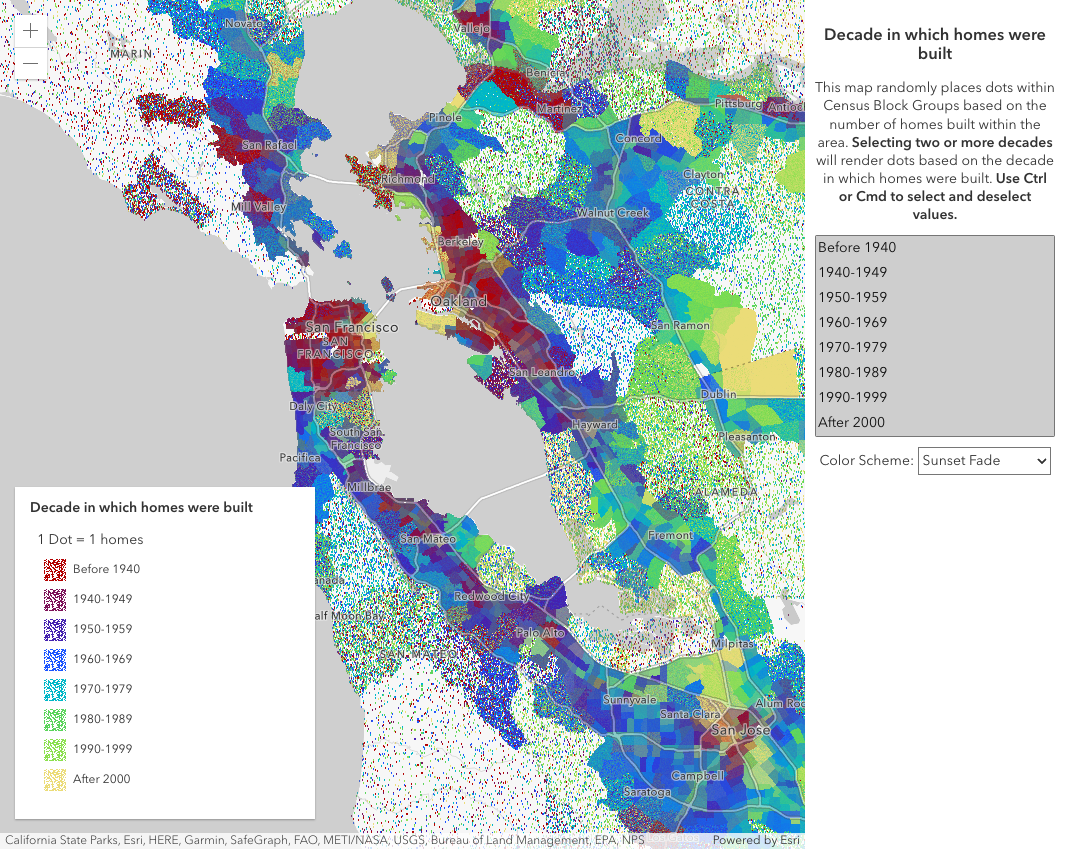 Novato
Vallejo
MARIN
Benicia
Martinez
Pittsburg
Antioc
Pinole
Concord
San Rafael
Clayton
Richmond
CONTRA
COSTA
Mill Valley
Walnut Creek
Berkeley
Oakland
San Francisco
SAN
FRANCISCO
San Ramon
San Leandro
Dublin
Daly City
Hayward
South San
Francisco
Pleasanton
Pacifica
Millbrae
ALAMEDA
San Mateo
Fremont
anada
Redwood City
alf Moon Bay
Palo Alto
SAN MATEO
Milpitas
Sunnyvale
Santa Clara
Alum Roc
San Jose
Campbell
Saratoga
Decade in which homes were built
1 Dot = 1 homes
Before 1940
1940-1949
1950-1959
1960-1969
1970-1979
1980-1989
1990-1999
After 2000
California State Parks, Esri, HERE, Garmin, SafeGraph, FAO, METI/NASA, USGS, Bureau of Land Management, EPA, NPS
Powered by Esri
Decade in which homes were
built
This map randomly places dots within
Census Block Groups based on the
number of homes built within the
area. Selecting two or more decades
will render dots based on the decade
in which homes were built. Use Ctrl
or Cmd to select and deselect
values.
Before 1940
1940-1949
1950-1959
1960-1969
1970-1979
1980-1989
1990-1999
After 2000
Color Scheme: Sunset Fade